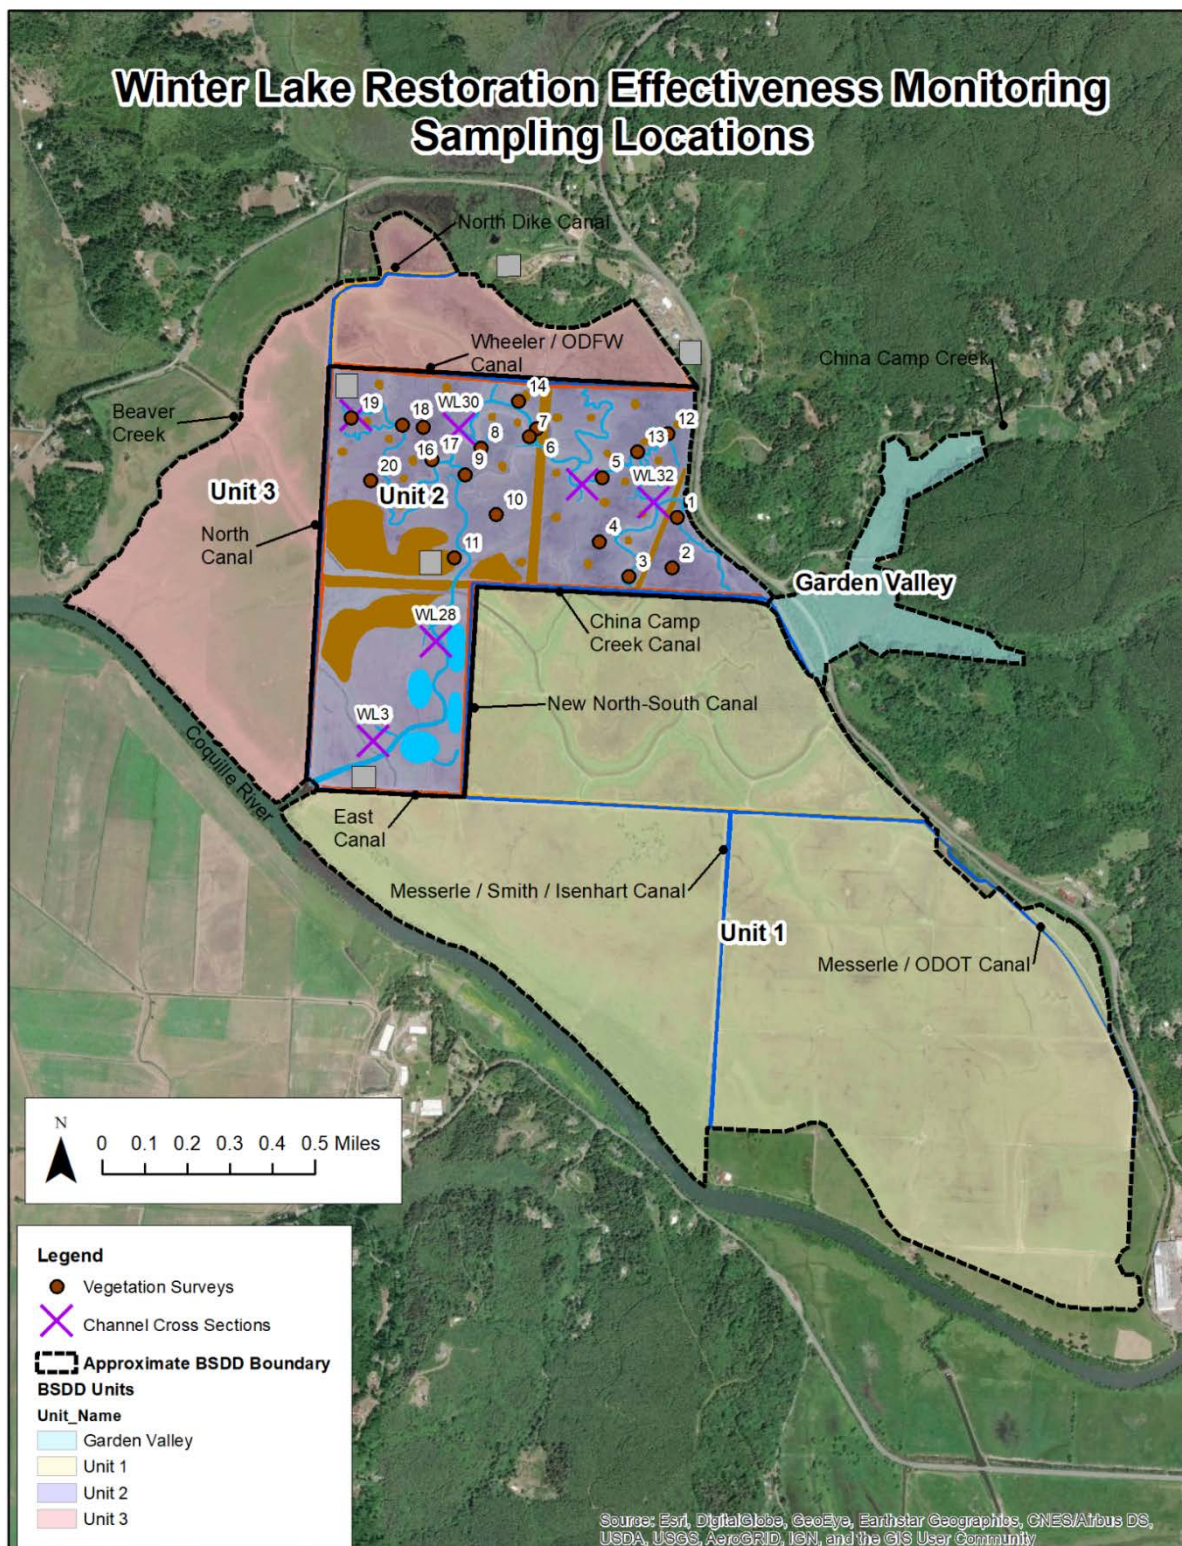 Winter Lake Restoration Effectiveness Monitoring
Sampling Locations
North Dike Canal
Wheeler / ODFW
Canal
China Camp Creek
Beaver
Creek
14
19
18
WL30
7
12
8
6
13
17
16
9
5
20
WL32
Unit 3
Unit 2
10
1
North
Canal
4
11
3
2
Garden Valley
WL28
China Camp
Creek Canal
New North-South Canal
WL3
Coquille River
East
Canal
Messerle / Smith / Isenhart Canal
Unit 1
Messerle / ODOT Canal
N
0 0.1 0.2 0.3 0.4 0.5 Miles
Legend
Vegetation Surveys
Channel Cross Sections
Approximate BSDD Boundary
BSDD Units
Unit_Name
Garden Valley
Unit 1
Unit 2
Unit 3
Source: Esri, DigitalGlobe, GeoEye, Earthstar Geographics, CNES/Airbus DS,
USDA, USGS, AeroGRID, IGN, and the GIS User Community